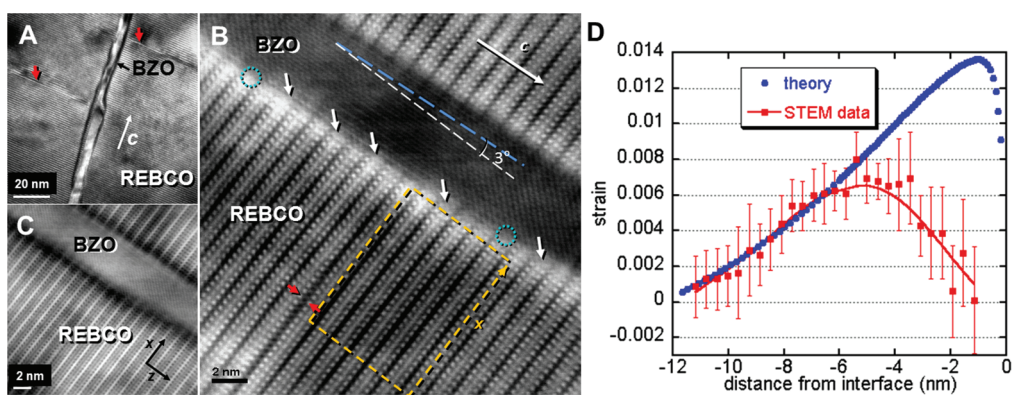 A
BZO
c
REBCO
20 nm
B
BZO
c
3°
REBCO
x
2 nm
C
BZO
REBCO
x
z
2 nm
D
0.014
0.012
0.01
0.008
0.006
0.004
0.002
0
-0.002
strain
theory
STEM data
-12 -10 -8 -6 -4 -2 0
distance from interface (nm)